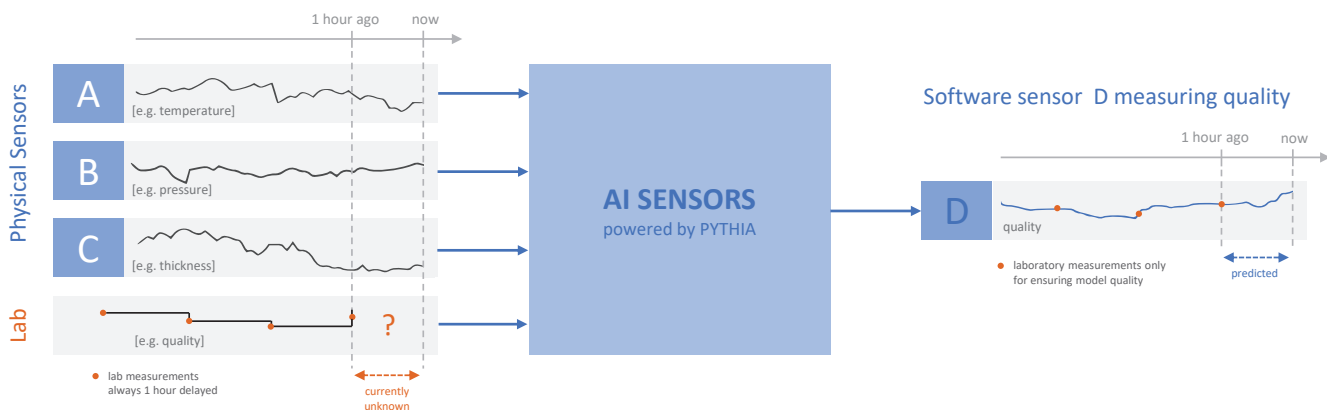 1 hour ago
now
Physical Sensors
A
[e.g. temperature]
B
[e.g. pressure]
C
[e.g. thickness]
Lab
?
[e.g. quality]
lab measurements
always 1 hour delayed
currently
unknown
AI SENSORS
powered by PYTHIA
Software sensor D measuring quality
1 hour ago
now
D
quality
laboratory measurements only
for ensuring model quality
predicted